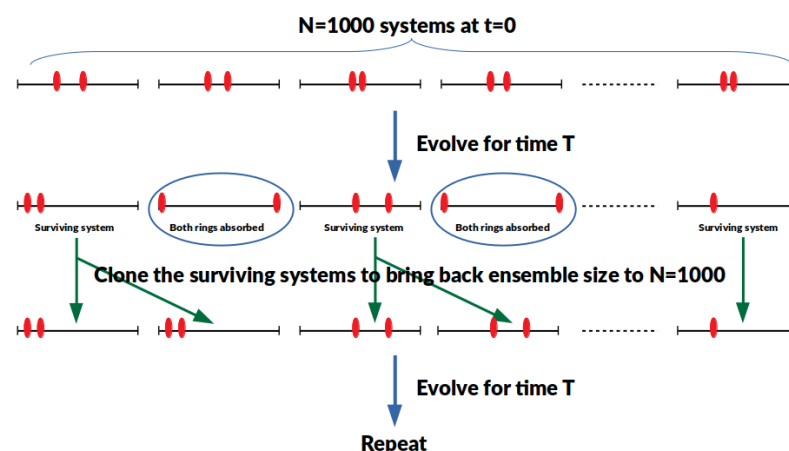 N=1000 systems at t=0
Evolve for time T
Surviving system
Both rings absorbed
Surviving system
Both rings absorbed
Surviving system
Clone the surviving systems to bring back ensemble size to N=1000
Evolve for time T
Repeat